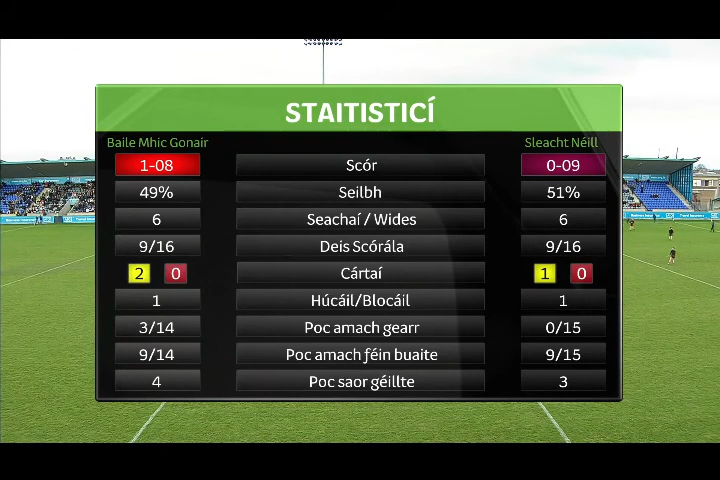 STAITISTICÍ
Baile Mhic Gonair Sleacht Néill
1-08 Scór 0-09
49% Seilbh 51%
6 Seachaí / Wides 6
9/16 Deis Scórála 9/16
2 0 Cártaí 1 0
1 Húcáil/Blocáil 1
3/14 Poc amach gearr 0/15
9/14 Poc amach féin buaite 9/15
4 Poc saor géillte 3